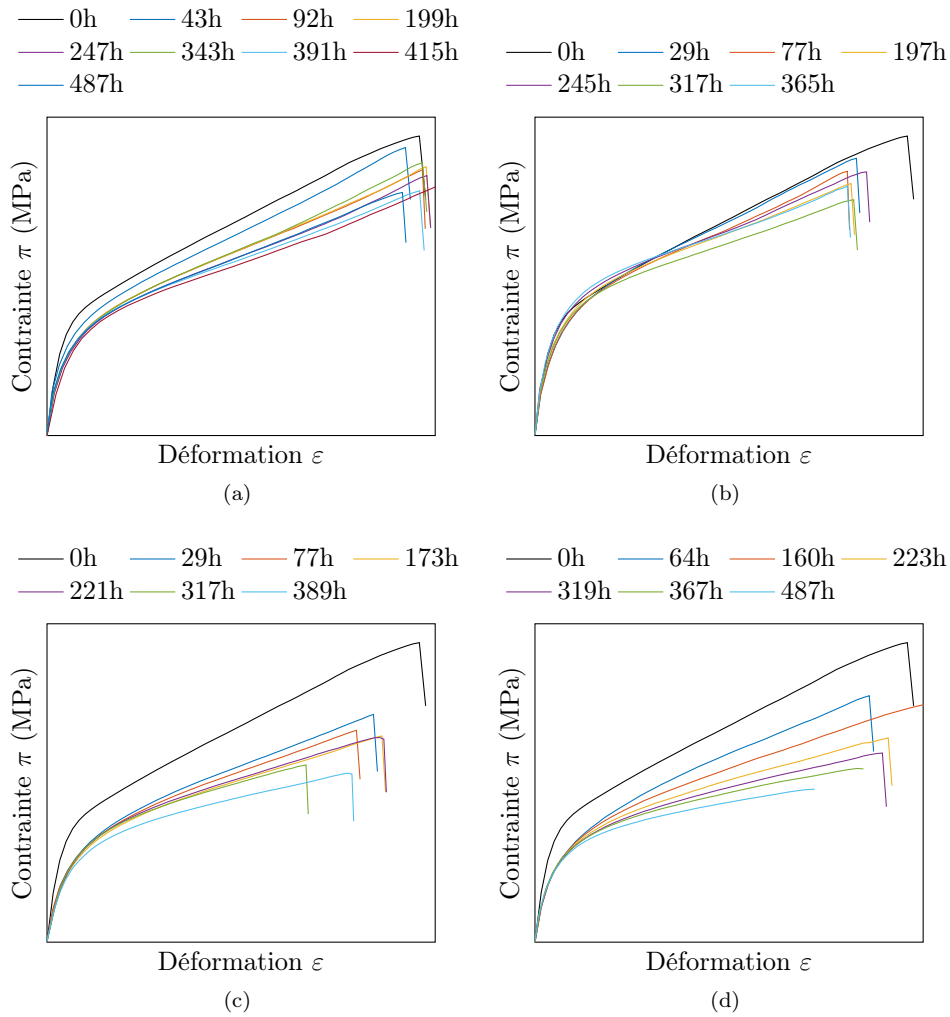 0h 43h 92h 199h
247h 343h 391h 415h
487h
Contrainte π (MPa)
Déformation ε
(a)
0h 29h 77h 197h
245h 317h 365h
Contrainte π (MPa)
Déformation ε
(b)
0h 29h 77h 173h
221h 317h 389h
Contrainte π (MPa)
Déformation ε
(c)
0h 64h 160h 223h
319h 367h 487h
Contrainte π (MPa)
Déformation ε
(d)